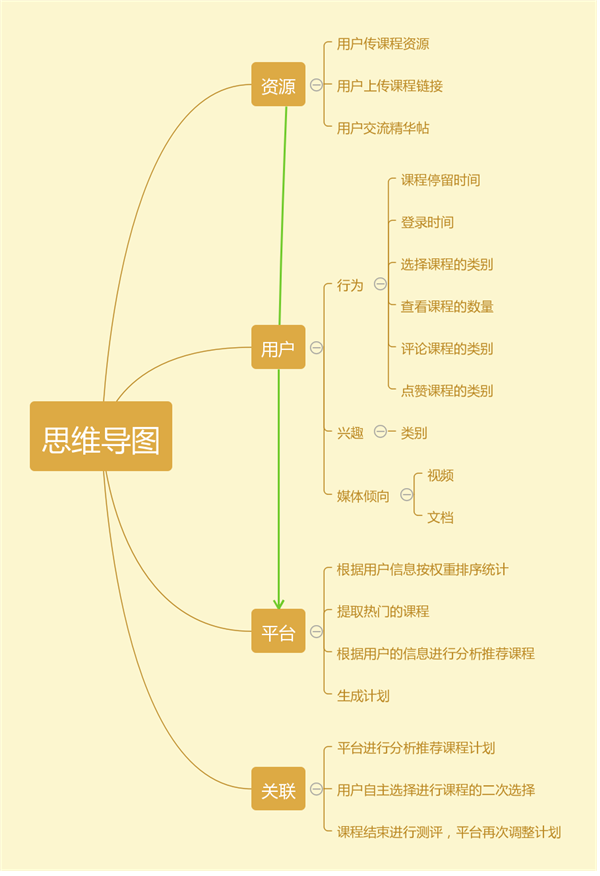 思维导图
资源
用户传课程资源
用户上传课程链接
用户交流精华帖
用户
行为
课程停留时间
登录时间
选择课程的类别
查看课程的数量
评论课程的类别
点赞课程的类别
兴趣
类别
媒体倾向
视频
文档
平台
根据用户信息按权重排序统计
提取热门的课程
根据用户的信息进行分析推荐课程
生成计划
关联
平台进行分析推荐课程计划
用户自主选择进行课程的二次选择
课程结束进行测评，平台再次调整计划